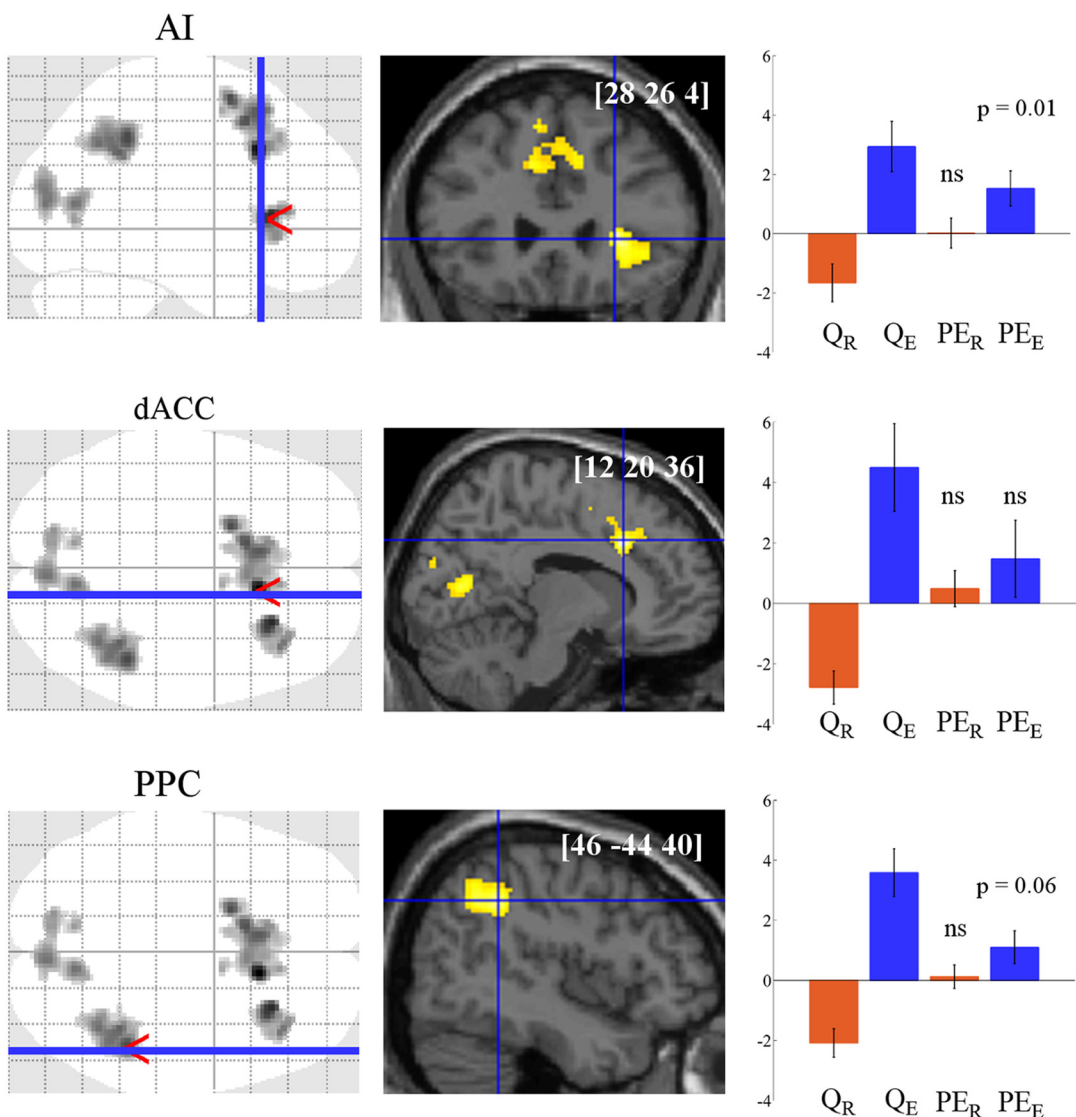 AI
[28 26 4]
6
4
2
0
-2
-4
p = 0.01
ns
Q_R Q_E PE_R PE_E
dACC
[12 20 36]
6
4
2
0
-2
-4
ns ns
Q_R Q_E PE_R PE_E
PPC
[46 -44 40]
6
4
2
0
-2
-4
p = 0.06
ns
Q_R Q_E PE_R PE_E